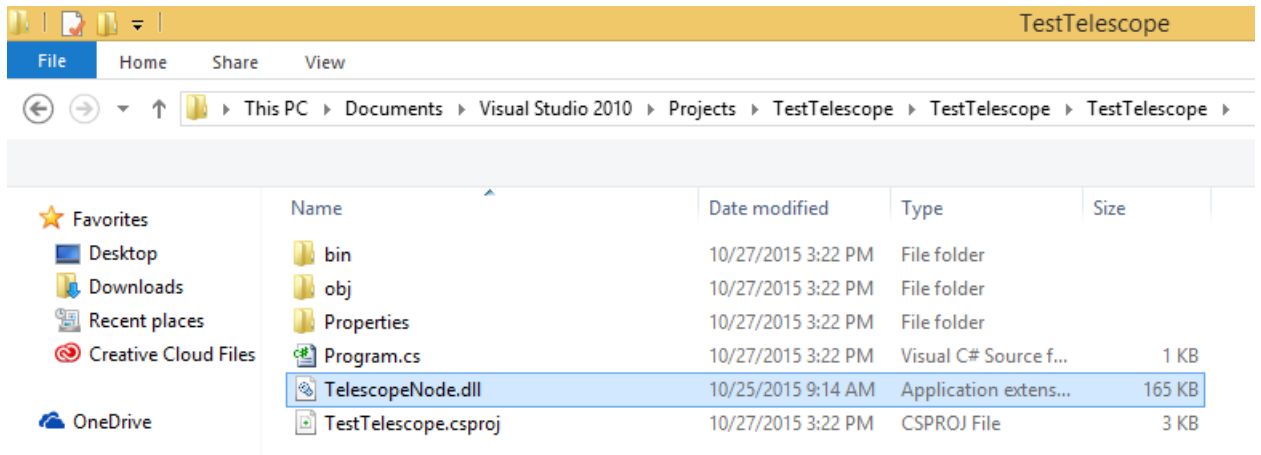 TestTelescope
File Home Share View
This PC Documents Visual Studio 2010 Projects TestTelescope TestTelescope TestTelescope
Name Date modified Type Size
Favorites
Desktop
Downloads
Recent places
Creative Cloud Files
OneDrive
bin 10/27/2015 3:22 PM File folder
obj 10/27/2015 3:22 PM File folder
Properties 10/27/2015 3:22 PM File folder
Program.cs 10/27/2015 3:22 PM Visual C# Source f... 1 KB
TelescopeNode.dll 10/25/2015 9:14 AM Application extens... 165 KB
TestTelescope.csproj 10/27/2015 3:22 PM CSPROJ File 3 KB